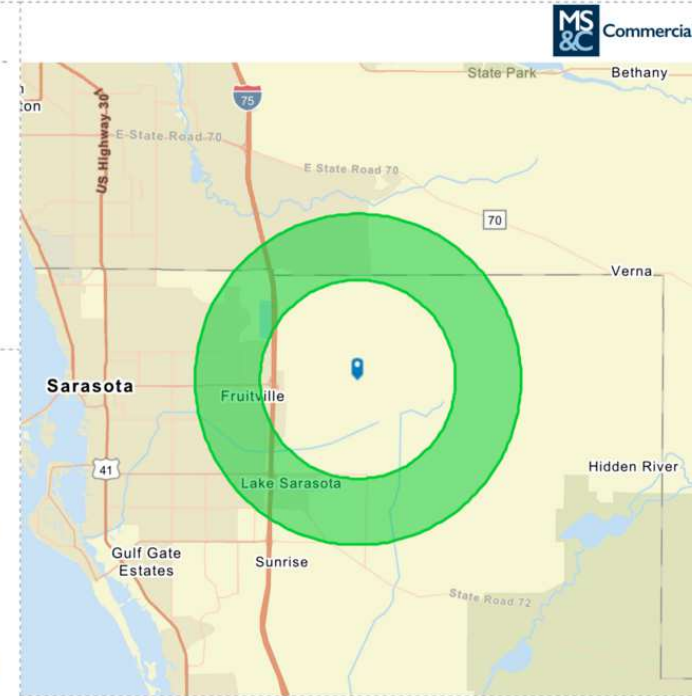 MS
&C Commercia
State Park
Bethany
ton
75
US Highway 301
E State Road 70
E State Road 70
70
Verna
Sarasota
Fruitville
41
Lake Sarasota
Hidden River
Gulf Gate
Estates
Sunrise
State Road 72